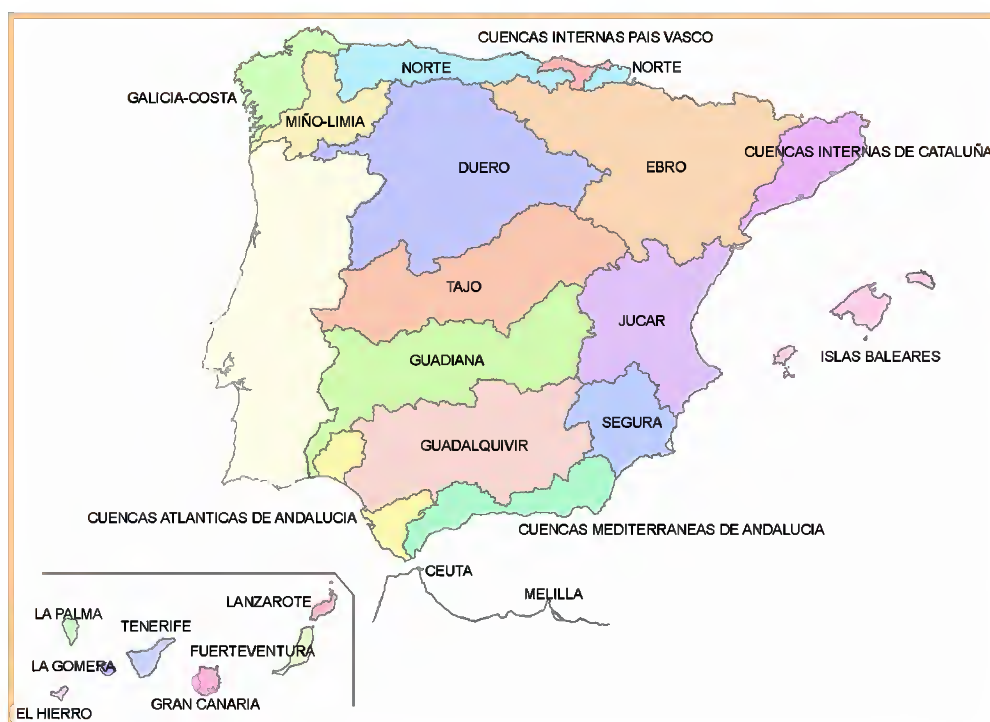 CUENCAS INTERNAS PAIS VASCO
NORTE
NORTE
GALICIA-COSTA
MIÑO-LIMIA
CUENCAS INTERNAS DE CATALUÑA
DUERO
EBRO
TAJO
JUCAR
GUADIANA
ISLAS BALEARES
SEGURA
GUADALQUIVIR
CUENCAS ATLANTICAS DE ANDALUCIA
CUENCAS MEDITERRANEAS DE ANDALUCIA
CEUTA
MELILLA
LANZAROTE
LA PALMA
TENERIFE
FUERTEVENTURA
LA GOMERA
GRAN CANARIA
EL HIERRO